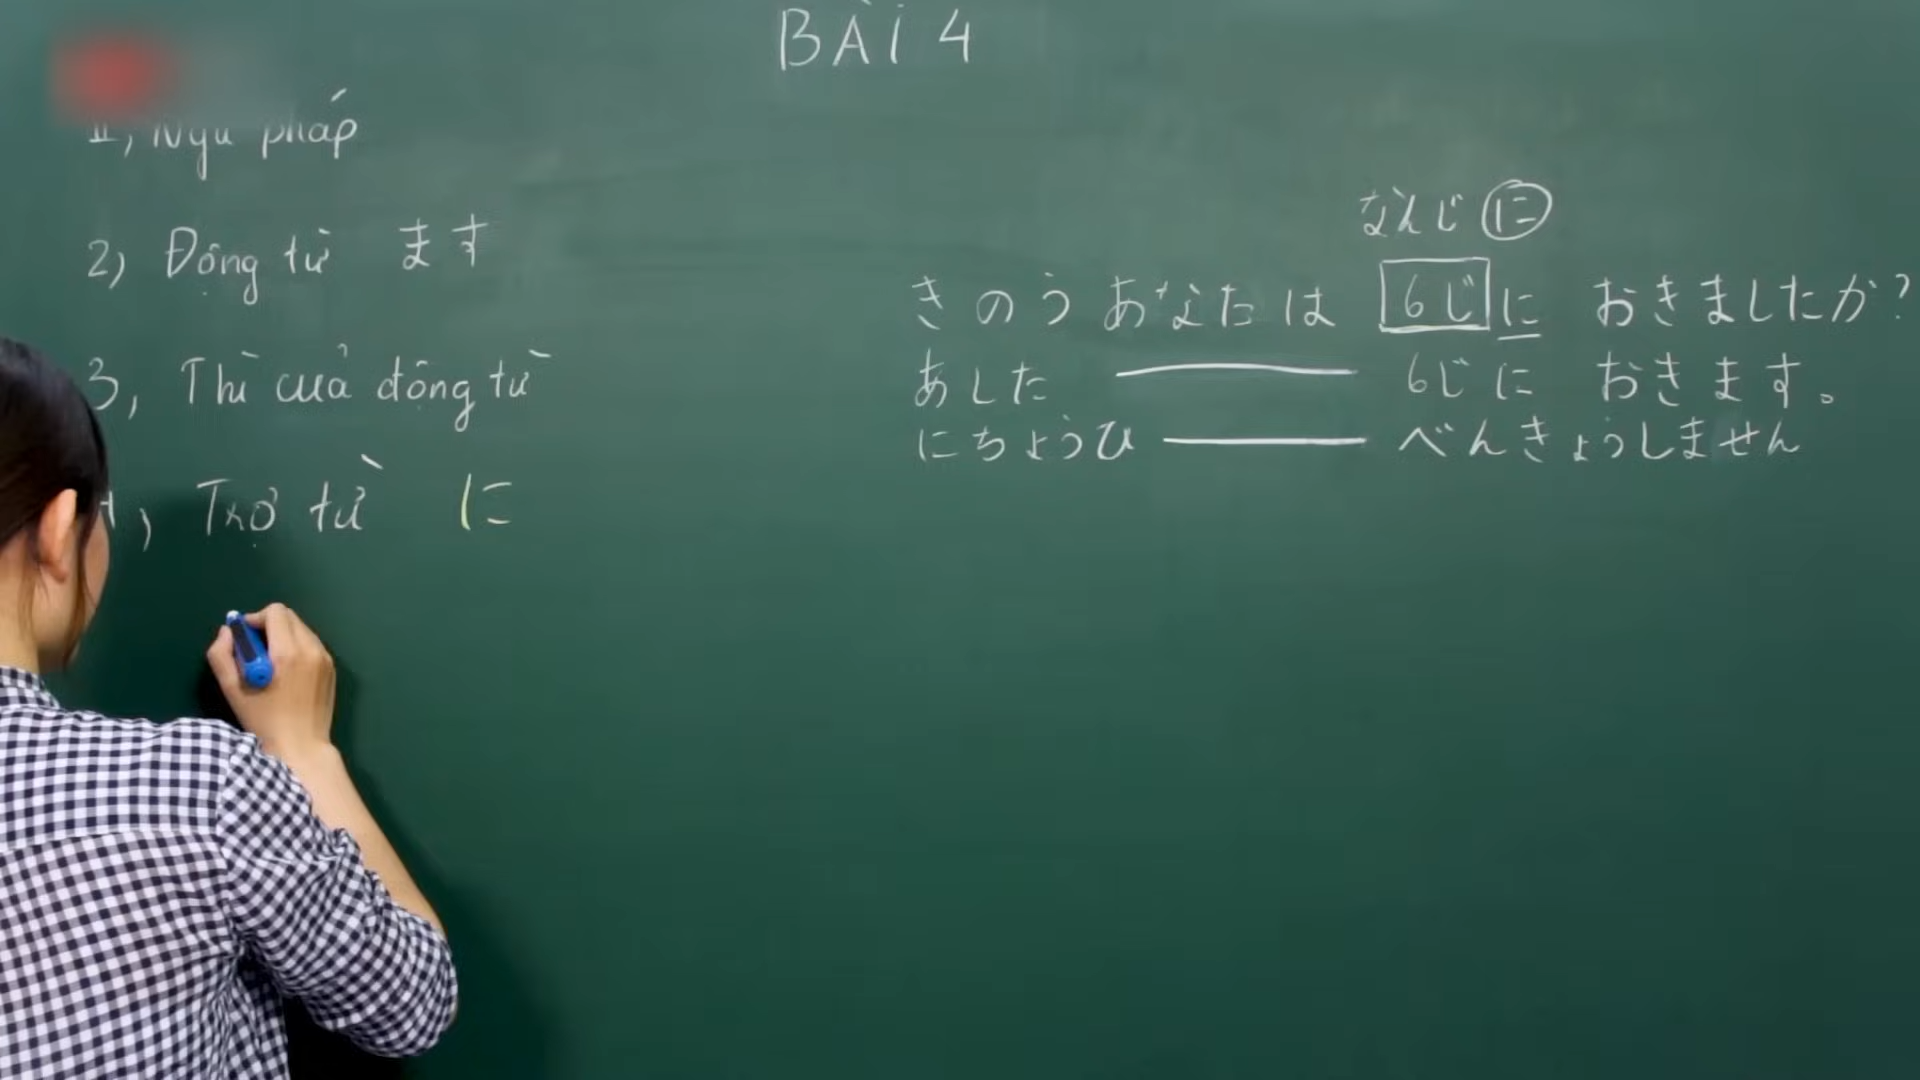 BÀI 4
II, Ngữ pháp
2) Động từ ます
3, Thì của động từ
4, Trợ từ に
なんじ に
きのう あなたは 6じに おきましたか?
あした ―― 6じに おきます。
にちようひ ―― べんきょうしません